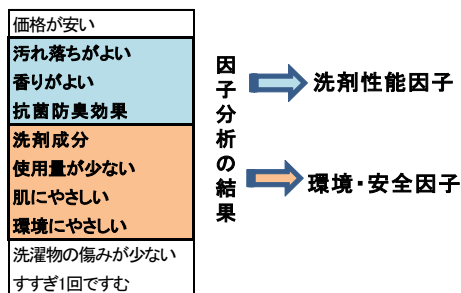 価格が安い
汚れ落ちがよい
香りがよい
抗菌防臭効果
洗剤成分
使用量が少ない
肌にやさしい
環境にやさしい
洗濯物の傷みが少ない
すすぎ1回ですむ
因子分析の結果
洗剤性能因子
環境・安全因子